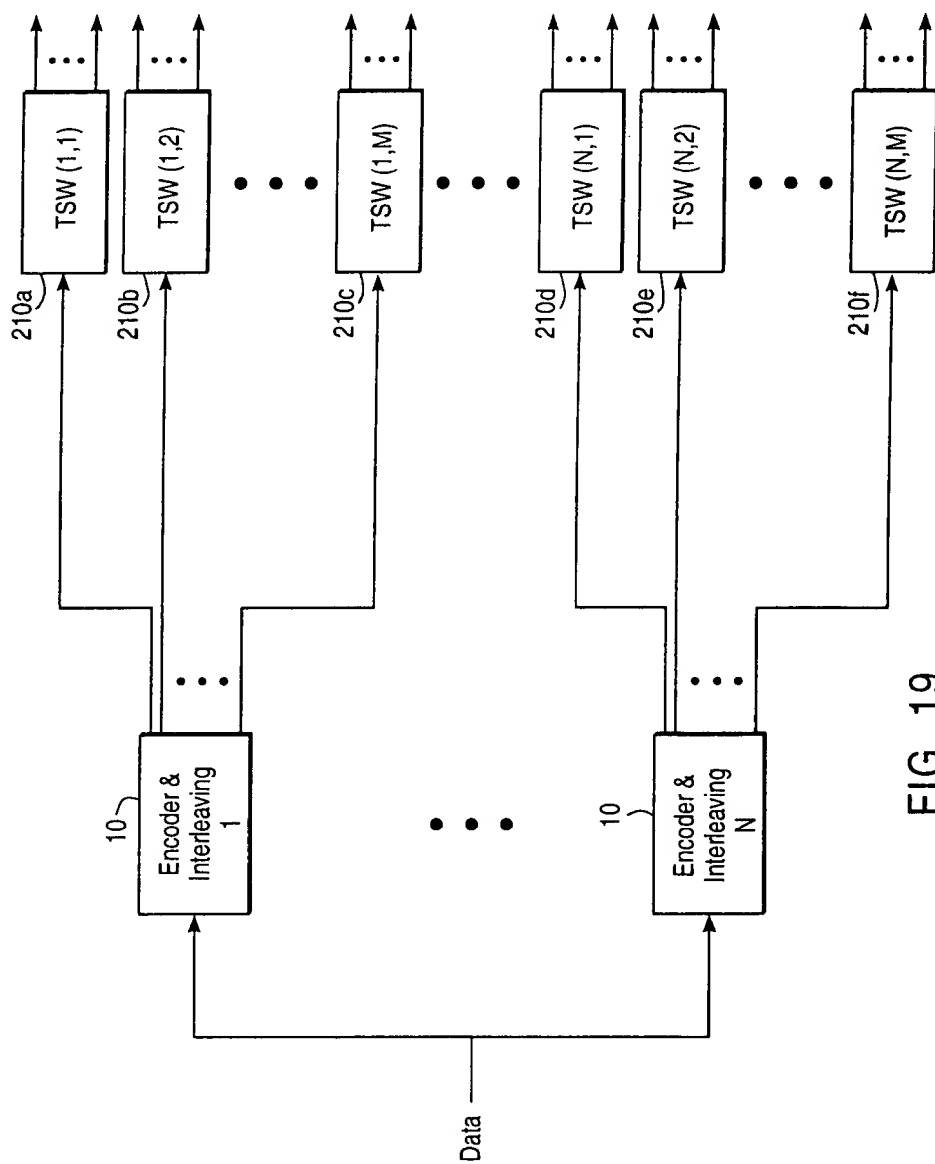 Data
10
Encoder &
Interleaving
1
10
Encoder &
Interleaving
N
210a
TSW (1,1)
210b
TSW (1,2)
210c
TSW (1,M)
210d
TSW (N,1)
210e
TSW (N,2)
210f
TSW (N,M)
FIG. 19